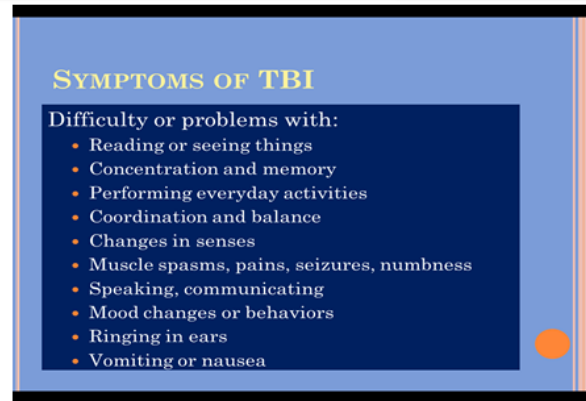 SYMPTOMS OF TBI
Difficulty or problems with:
• Reading or seeing things
• Concentration and memory
• Performing everyday activities
• Coordination and balance
• Changes in senses
• Muscle spasms, pains, seizures, numbness
• Speaking, communicating
• Mood changes or behaviors
• Ringing in ears
• Vomiting or nausea